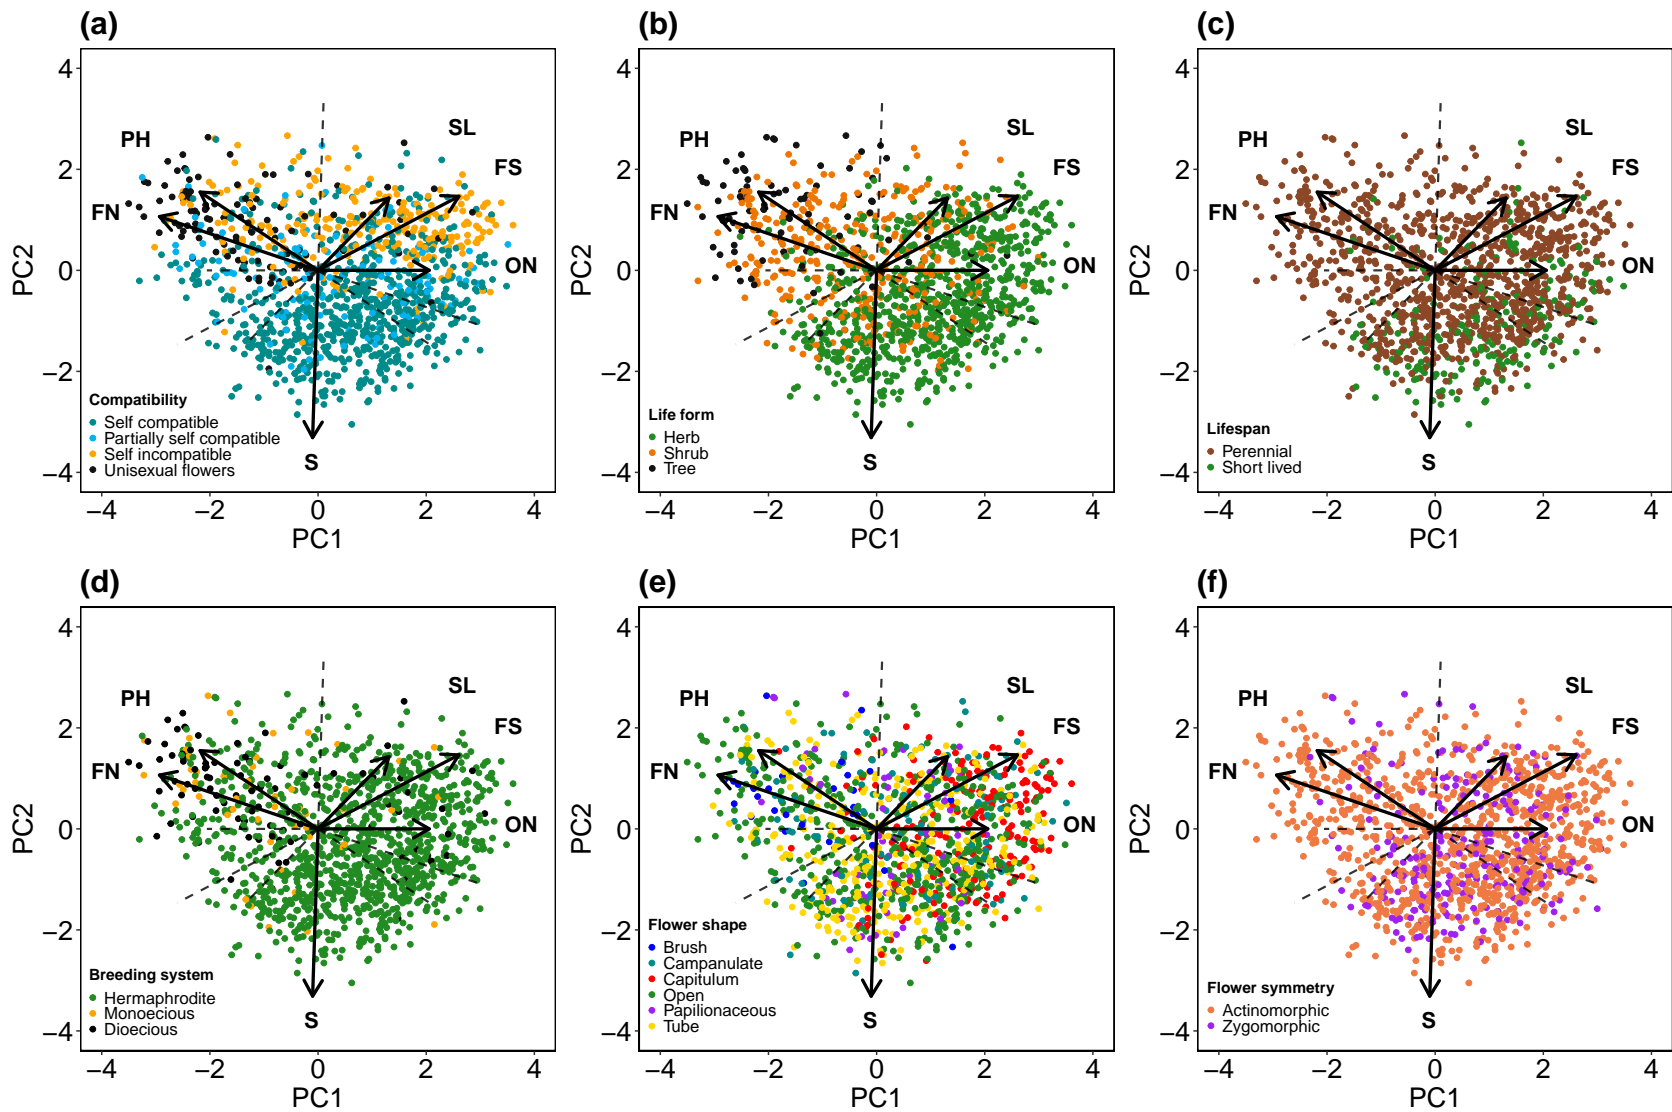 (a)
(b)
(c)
4
2
0
−2
−4
PC2
PH
SL
FS
FN
ON
S
Compatibility
Self compatible
Partially self compatible
Self incompatible
Unisexual flowers
−4
−2
0
2
4
PC1
4
2
0
−2
−4
PC2
PH
SL
FS
FN
ON
S
Life form
Herb
Shrub
Tree
−4
−2
0
2
4
PC1
4
2
0
−2
−4
PC2
PH
SL
FS
FN
ON
S
Lifespan
Perennial
Short lived
−4
−2
0
2
4
PC1
(d)
(e)
(f)
4
2
0
−2
−4
PC2
PH
SL
FS
FN
ON
S
Breeding system
Hermaphrodite
Monoecious
Dioecious
−4
−2
0
2
4
PC1
4
2
0
−2
−4
PC2
PH
SL
FS
FN
ON
S
Flower shape
Brush
Campanulate
Capitulum
Open
Papilionaceous
Tube
−4
−2
0
2
4
PC1
4
2
0
−2
−4
PC2
PH
SL
FS
FN
ON
S
Flower symmetry
Actinomorphic
Zygomorphic
−4
−2
0
2
4
PC1